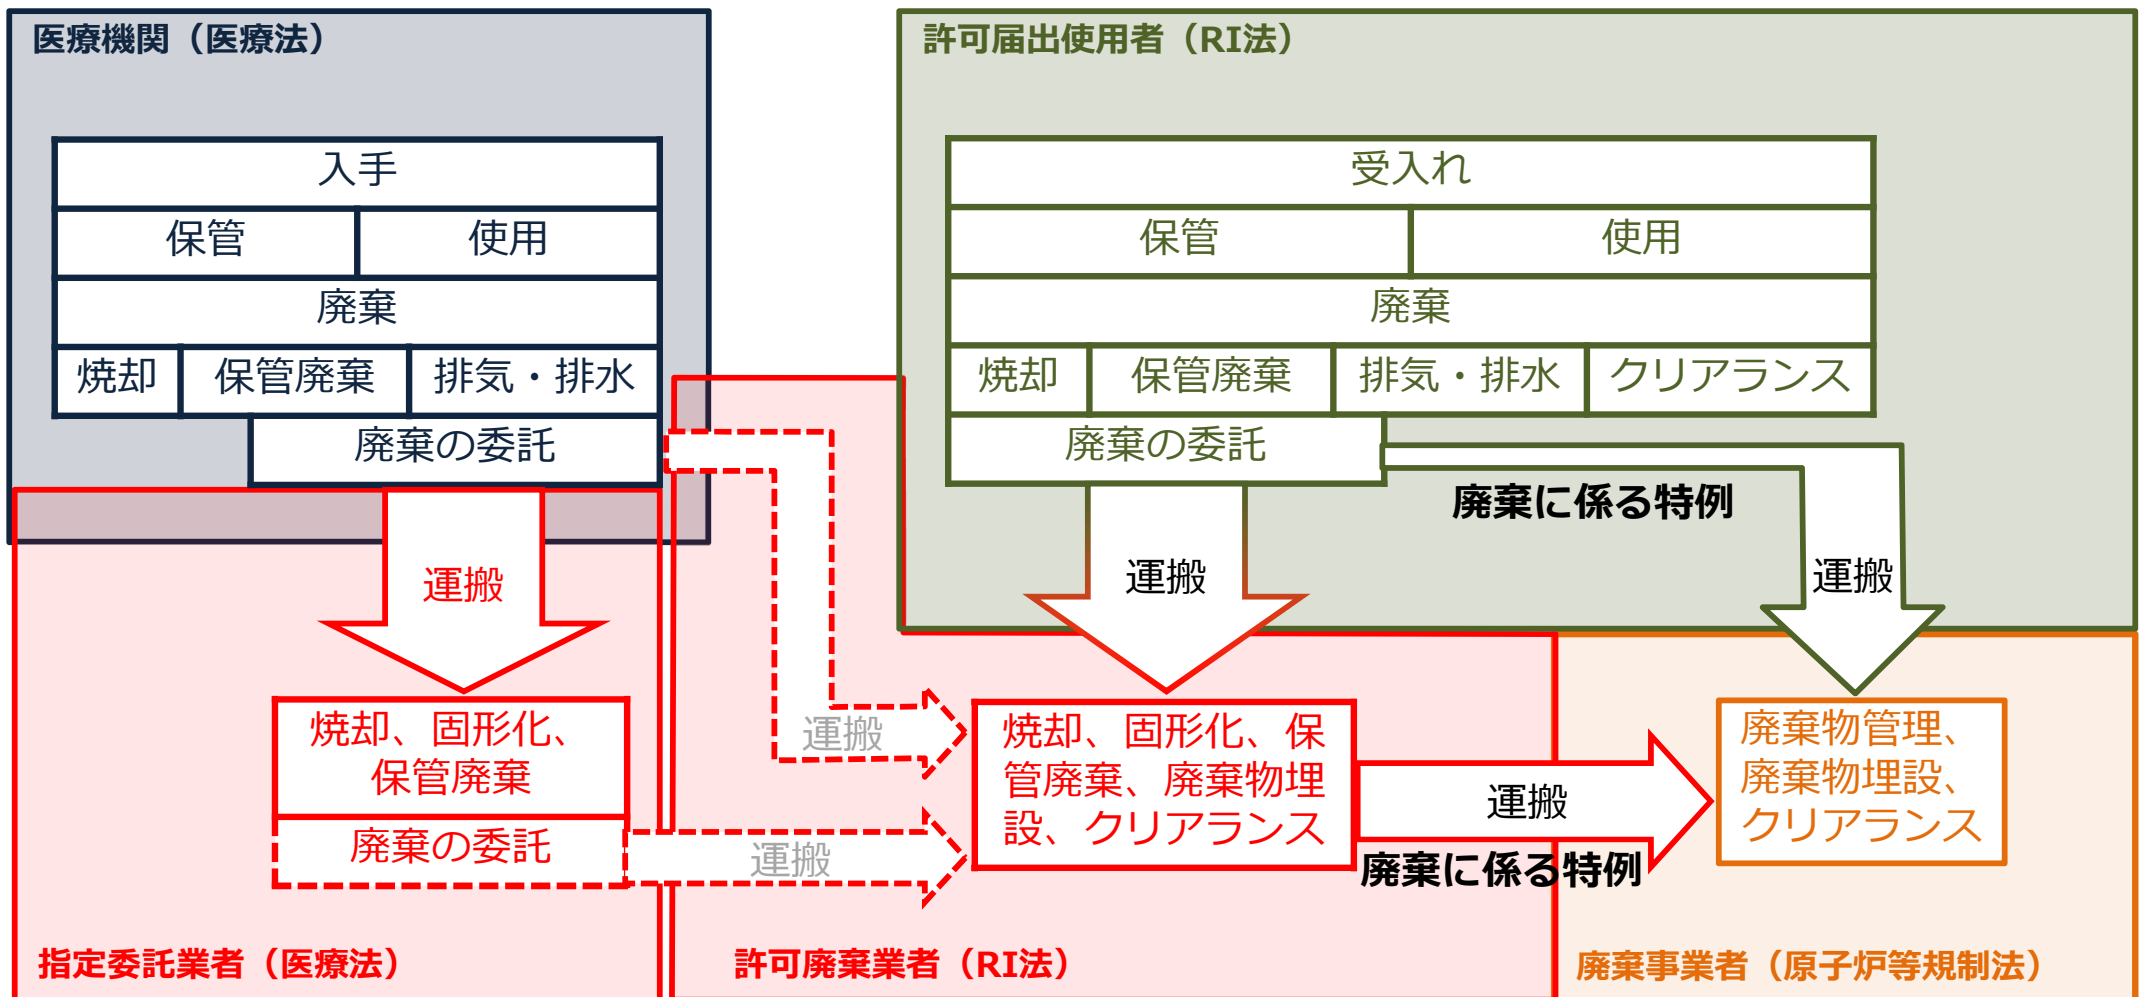 医療機関（医療法）
入手
保管
使用
廃棄
焼却
保管廃棄
排気・排水
廃棄の委託
運搬
焼却、固形化、
保管廃棄
廃棄の委託
指定委託業者（医療法）
運搬
運搬
許可届出使用者（RI法）
受入れ
保管
使用
廃棄
焼却
保管廃棄
排気・排水
クリアランス
廃棄の委託
廃棄に係る特例
運搬
運搬
焼却、固形化、保
管廃棄、廃棄物埋
設、クリアランス
運搬
廃棄に係る特例
許可廃棄業者（RI法）
廃棄物管理、
廃棄物埋設、
クリアランス
廃棄事業者（原子炉等規制法）